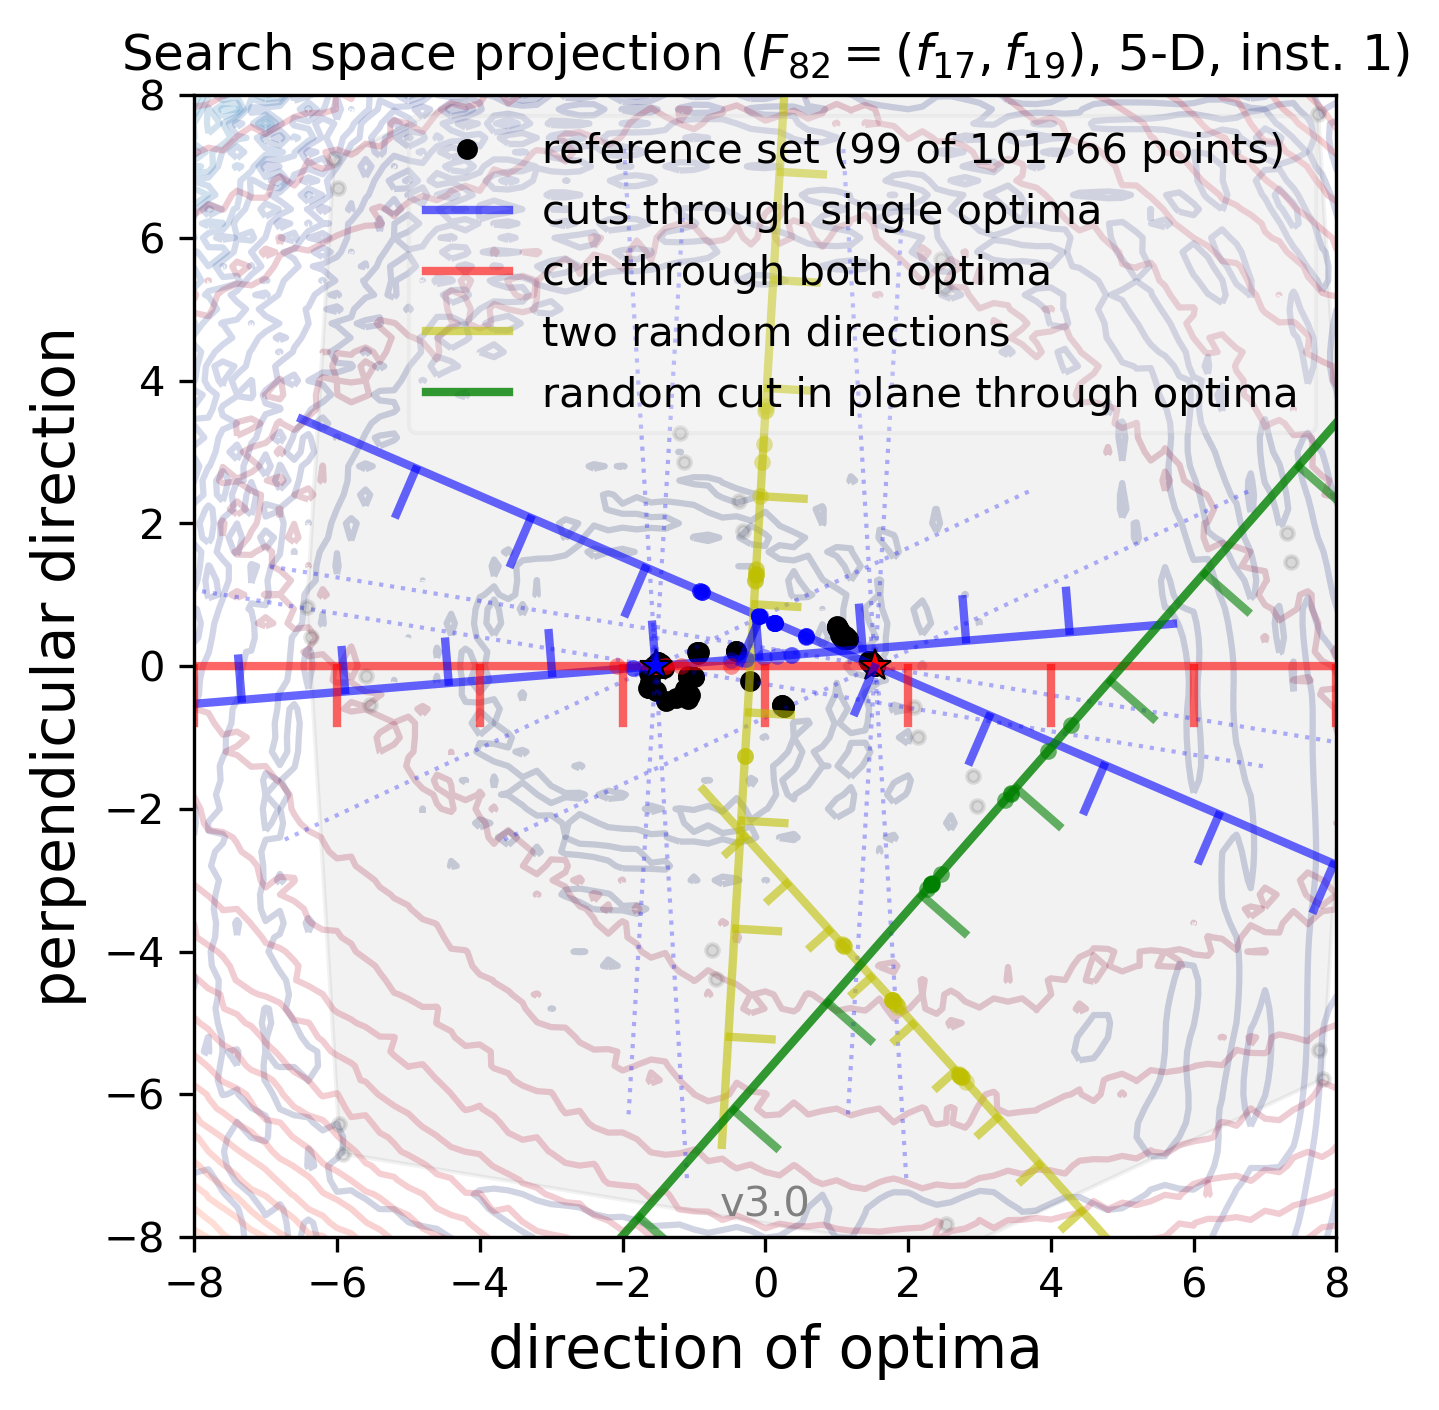 Search space projection (F₈₂ = (f₁₇, f₁₉), 5-D, inst. 1)
reference set (99 of 101766 points)
cuts through single optima
cut through both optima
two random directions
random cut in plane through optima
8
6
4
2
0
−2
−4
−6
−8
perpendicular direction
v3.0
−8 −6 −4 −2 0 2 4 6 8
direction of optima